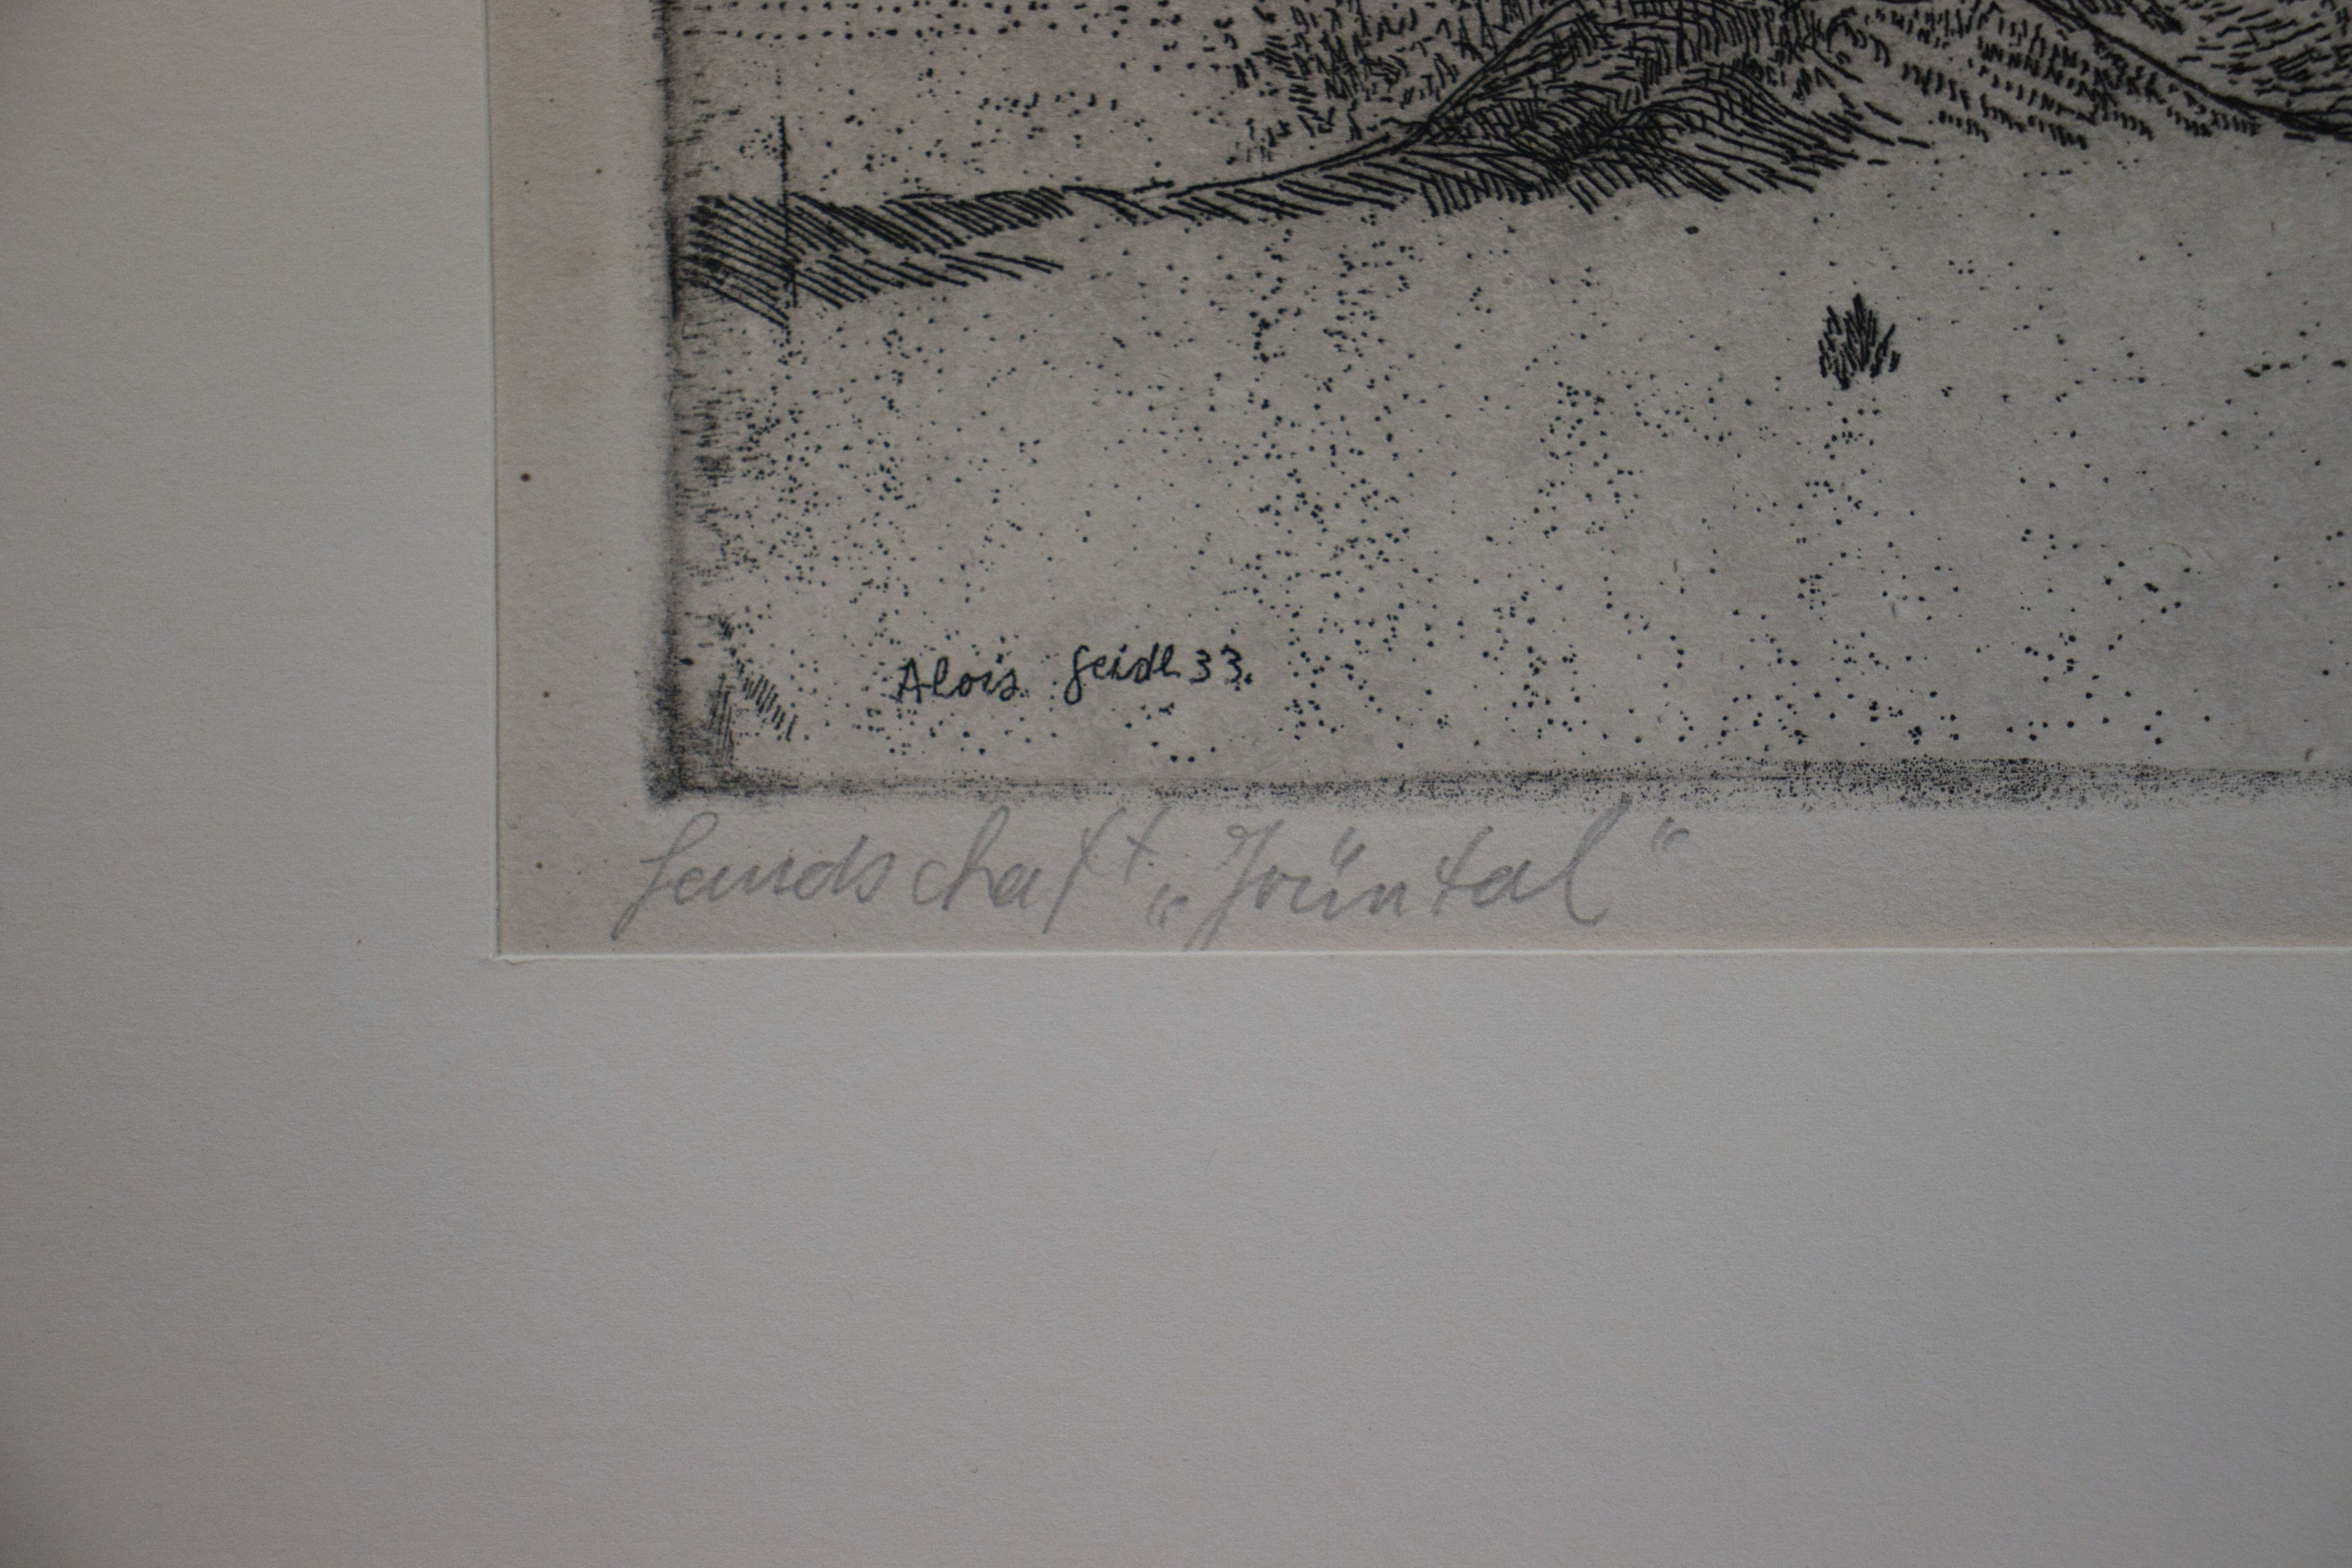 Alois Seidl 33.
Landschaft „Grüntal“